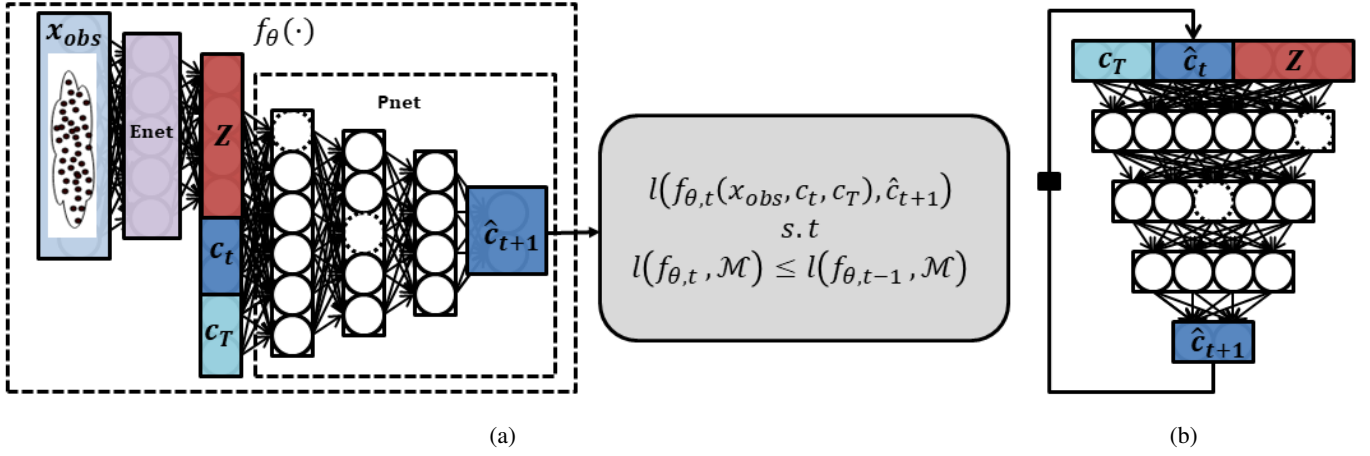 x_obs
f_θ(·)
Enet
Z
c_t
c_T
Pnet
ĉ_{t+1}
l(f_{θ,t}(x_obs, c_t, c_T), ĉ_{t+1})
s.t
l(f_{θ,t}, ℳ) ≤ l(f_{θ,t−1}, ℳ)
(a)
c_T ĉ_t Z
ĉ_{t+1}
(b)